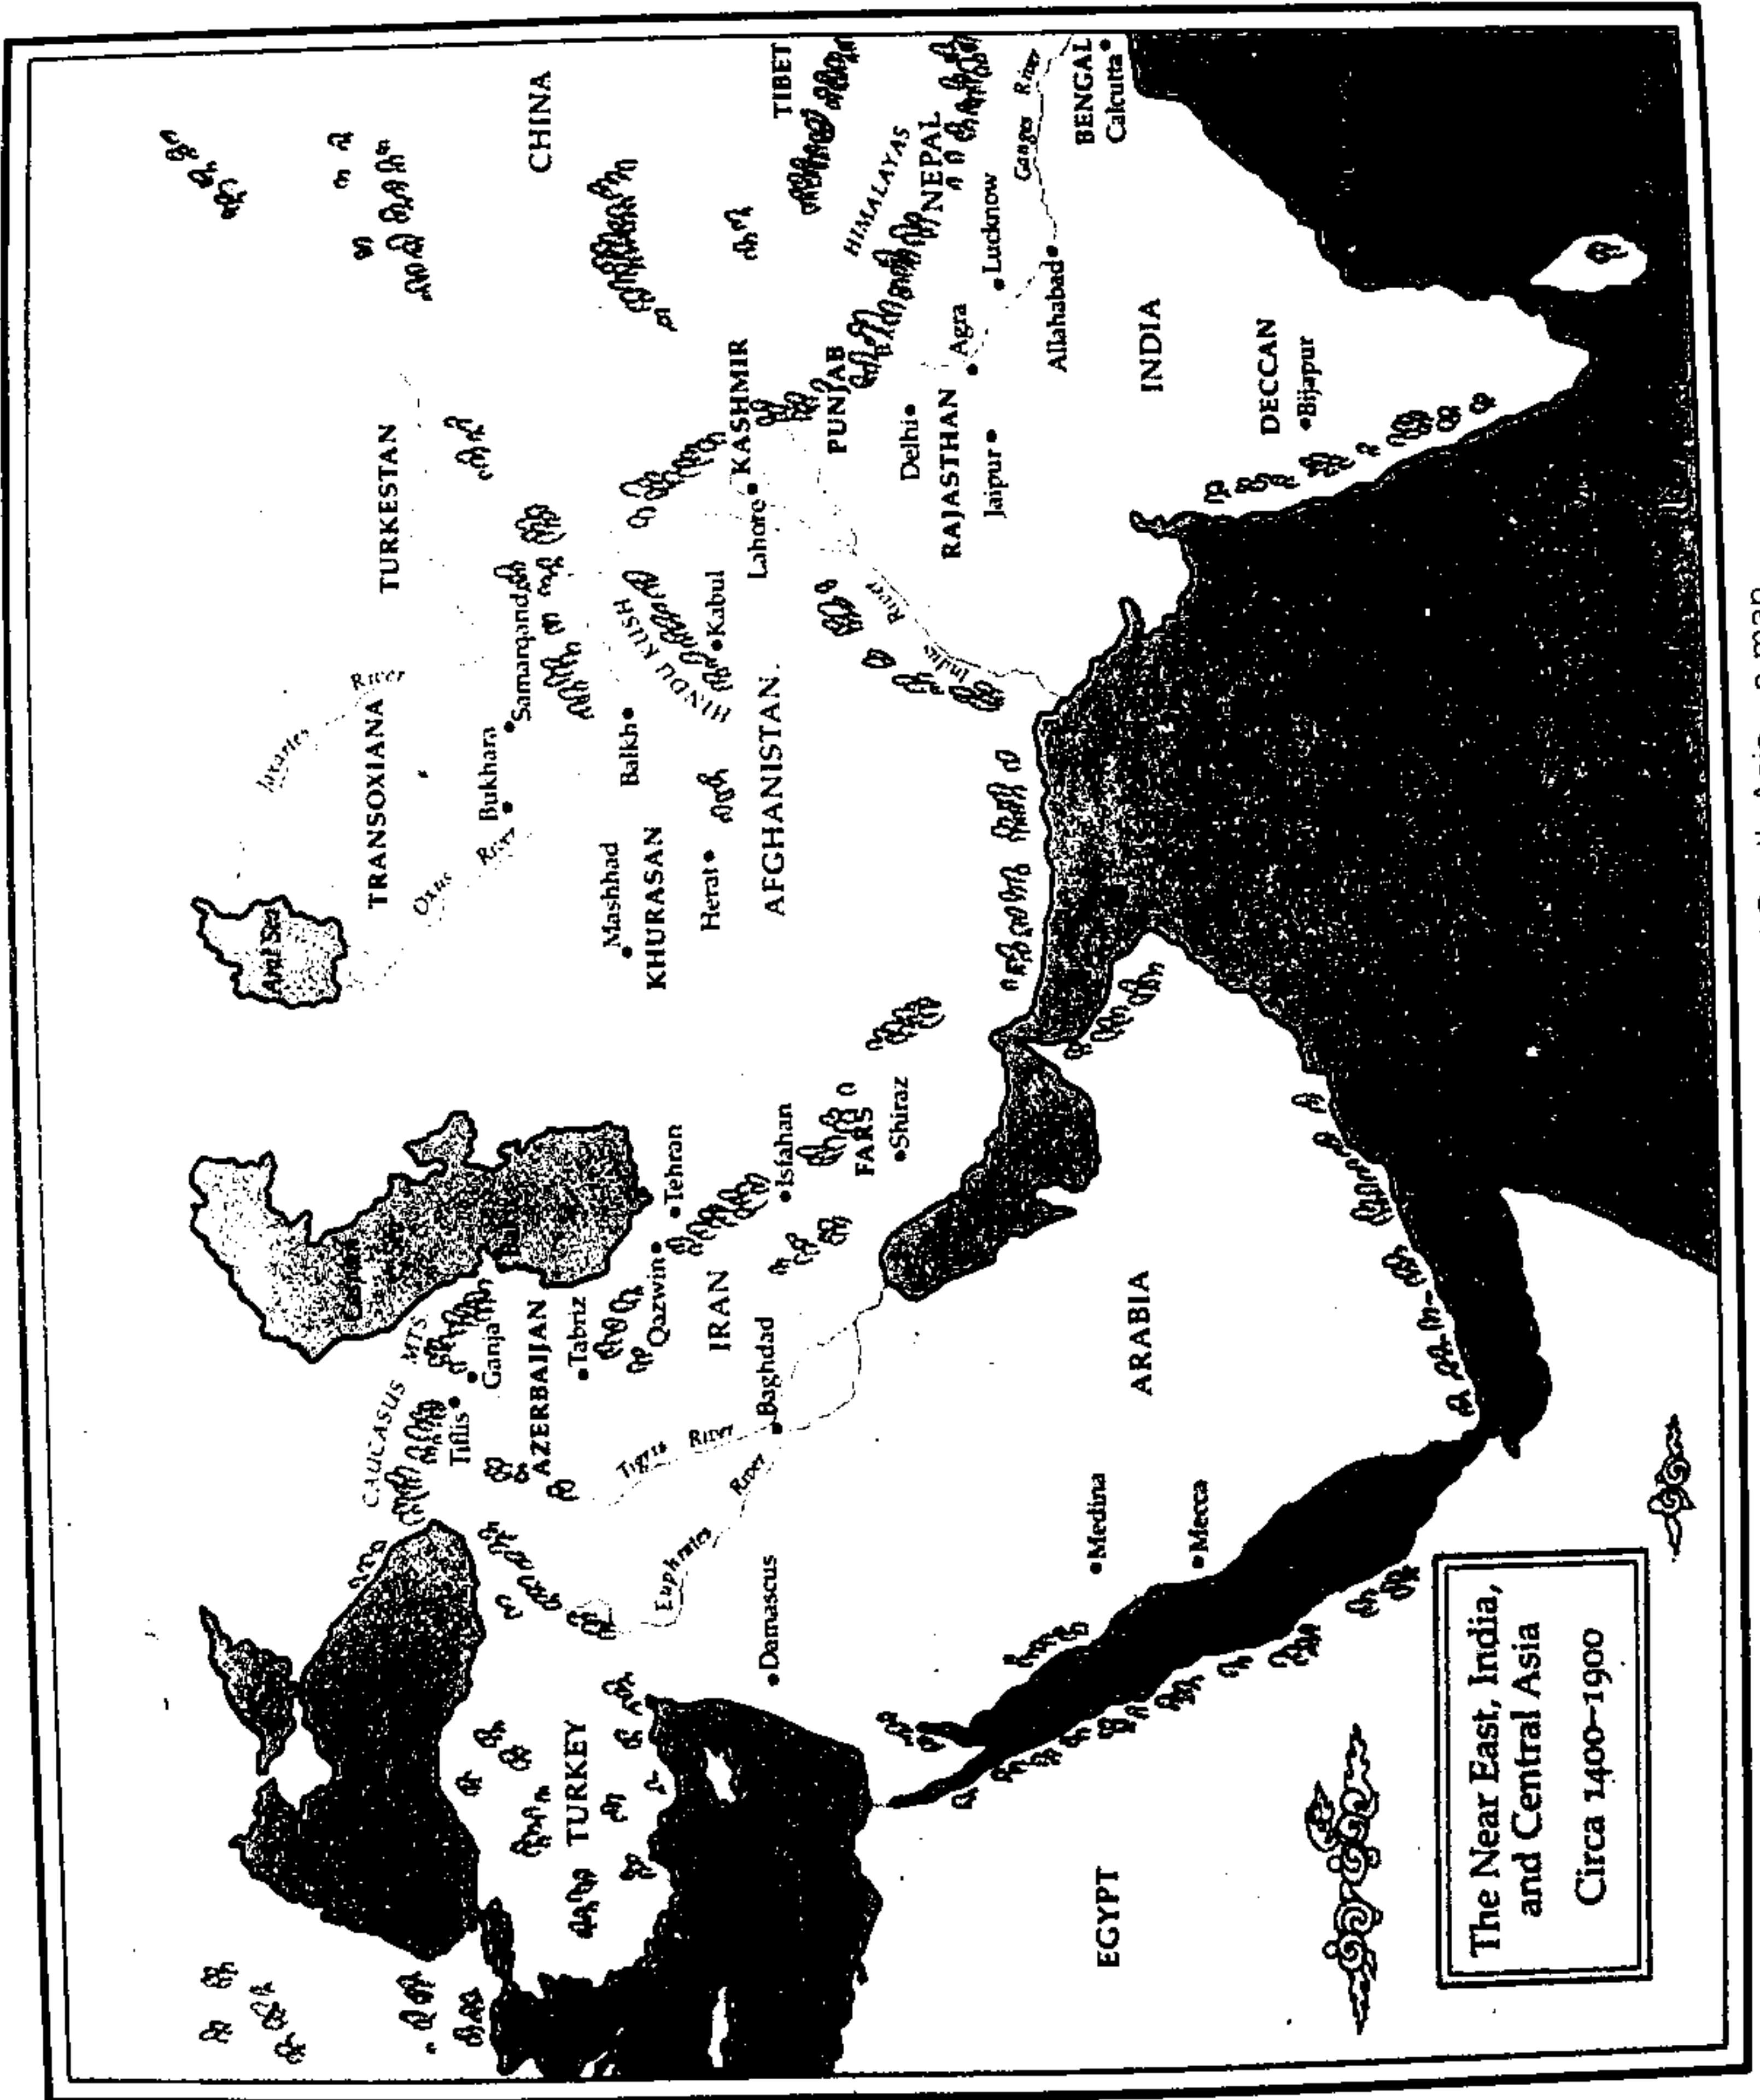 Aral Sea
Jaxartes River
CAUCASUS MTS
TRANSOXIANA
TURKESTAN
Oxus River
Tiflis
Ganja
Bukhara
Samarqand
CHINA
AZERBAIJAN
TURKEY
Tabriz
Mashhad
Balkh
HINDU KUSH
KHURASAN
Qazwin
Tehran
Tigris River
Euphrates River
Herat
Kabul
KASHMIR
IRAN
Lahore
Damascus
Baghdad
Isfahan
AFGHANISTAN
TIBET
PUNJAB
FARS
HIMALAYAS
Shiraz
Indus River
Delhi
NEPAL
RAJASTHAN
Agra
Jaipur
Lucknow
Ganges River
Allahabad
BENGAL
Calcutta
Medina
EGYPT
ARABIA
INDIA
Mecca
DECCAN
Bijapur
The Near East, India,
and Central Asia
Circa 1400–1900